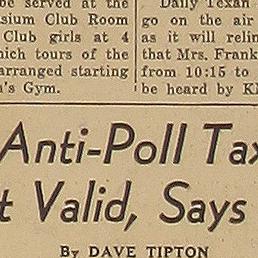 be served at the
asium Club Room
Club girls at 4
hich tours of the
arranged starting
n's Gym.
Daily Texan
go on the air
as it will relin
that Mrs. Frank
from 10:15 to
be heard by K
Anti-Poll Tax
t Valid, Says
By DAVE TIPTON